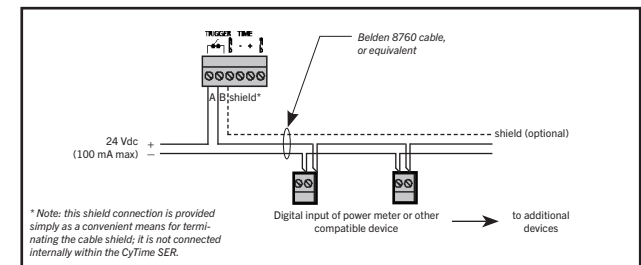 TRIGGER TIME
- +
A B shield*
Belden 8760 cable,
or equivalent
24 Vdc +
(100 mA max) –
shield (optional)
* Note: this shield connection is provided
simply as a convenient means for termi-
nating the cable shield; it is not connected
internally within the CyTime SER.
Digital input of power meter or other
compatible device
to additional
devices